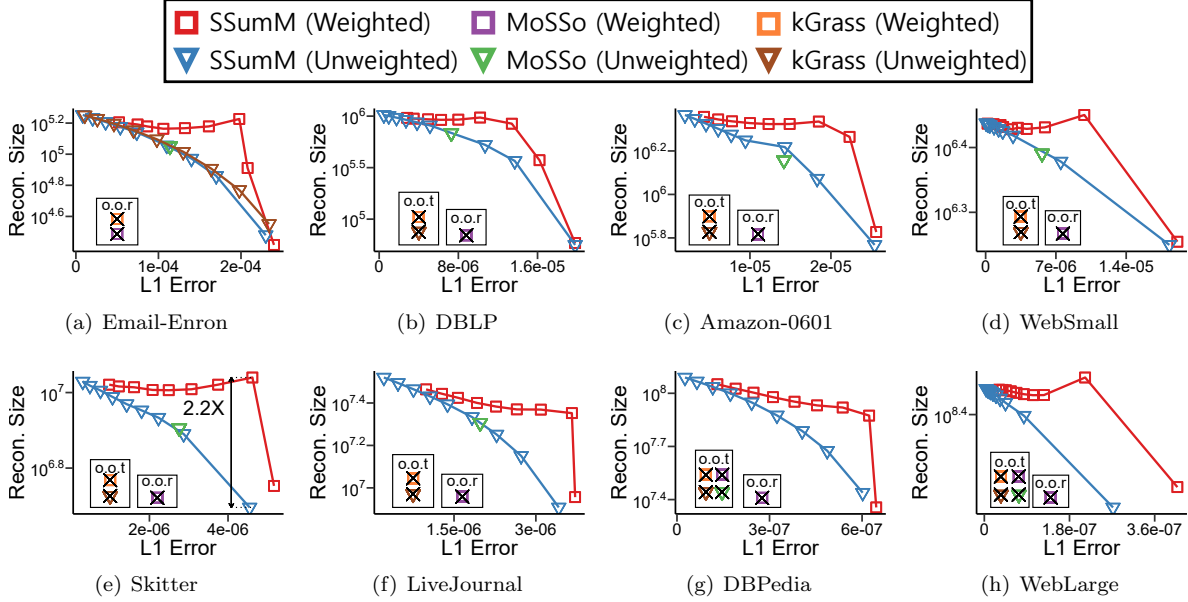 SSumM (Weighted) MoSSo (Weighted) kGrass (Weighted)
SSumM (Unweighted) MoSSo (Unweighted) kGrass (Unweighted)
Recon. Size
10^5.2
10^5
10^4.8
10^4.6
o.o.r
0 1e-04 2e-04
L1 Error
(a) Email-Enron
Recon. Size
10^6
10^5.5
10^5
o.o.t
o.o.r
0 8e-06 1.6e-05
L1 Error
(b) DBLP
Recon. Size
10^6.2
10^6
10^5.8
o.o.t
o.o.r
1e-05 2e-05
L1 Error
(c) Amazon-0601
Recon. Size
10^6.4
10^6.3
o.o.t
o.o.r
0 7e-06 1.4e-05
L1 Error
(d) WebSmall
Recon. Size
10^7
10^6.8
2.2X
o.o.t
o.o.r
2e-06 4e-06
L1 Error
(e) Skitter
Recon. Size
10^7.4
10^7.2
10^7
o.o.t
o.o.r
1.5e-06 3e-06
L1 Error
(f) LiveJournal
Recon. Size
10^8
10^7.7
10^7.4
o.o.t
o.o.r
0 3e-07 6e-07
L1 Error
(g) DBPedia
Recon. Size
10^8.4
o.o.t
o.o.r
0 1.8e-07 3.6e-07
L1 Error
(h) WebLarge